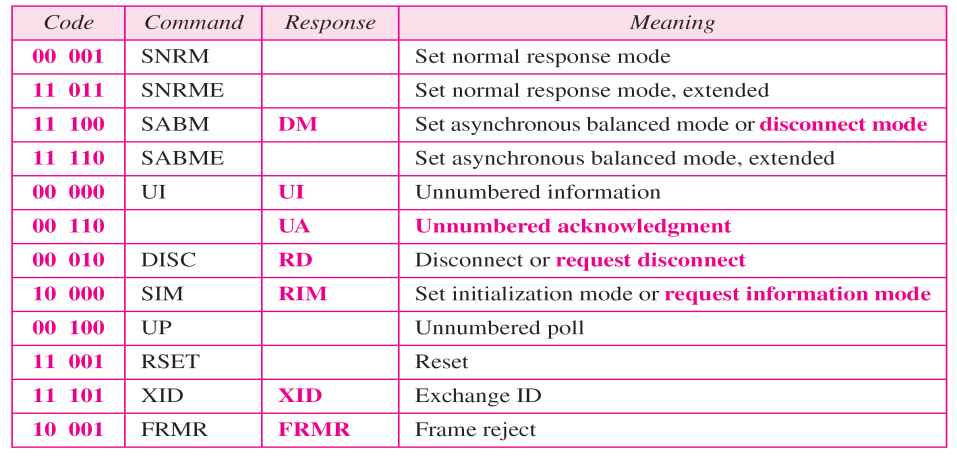 Code Command Response Meaning
00 001 SNRM Set normal response mode
11 011 SNRME Set normal response mode, extended
11 100 SABM DM Set asynchronous balanced mode or disconnect mode
11 110 SABME Set asynchronous balanced mode, extended
00 000 UI UI Unnumbered information
00 110 UA Unnumbered acknowledgment
00 010 DISC RD Disconnect or request disconnect
10 000 SIM RIM Set initialization mode or request information mode
00 100 UP Unnumbered poll
11 001 RSET Reset
11 101 XID XID Exchange ID
10 001 FRMR FRMR Frame reject